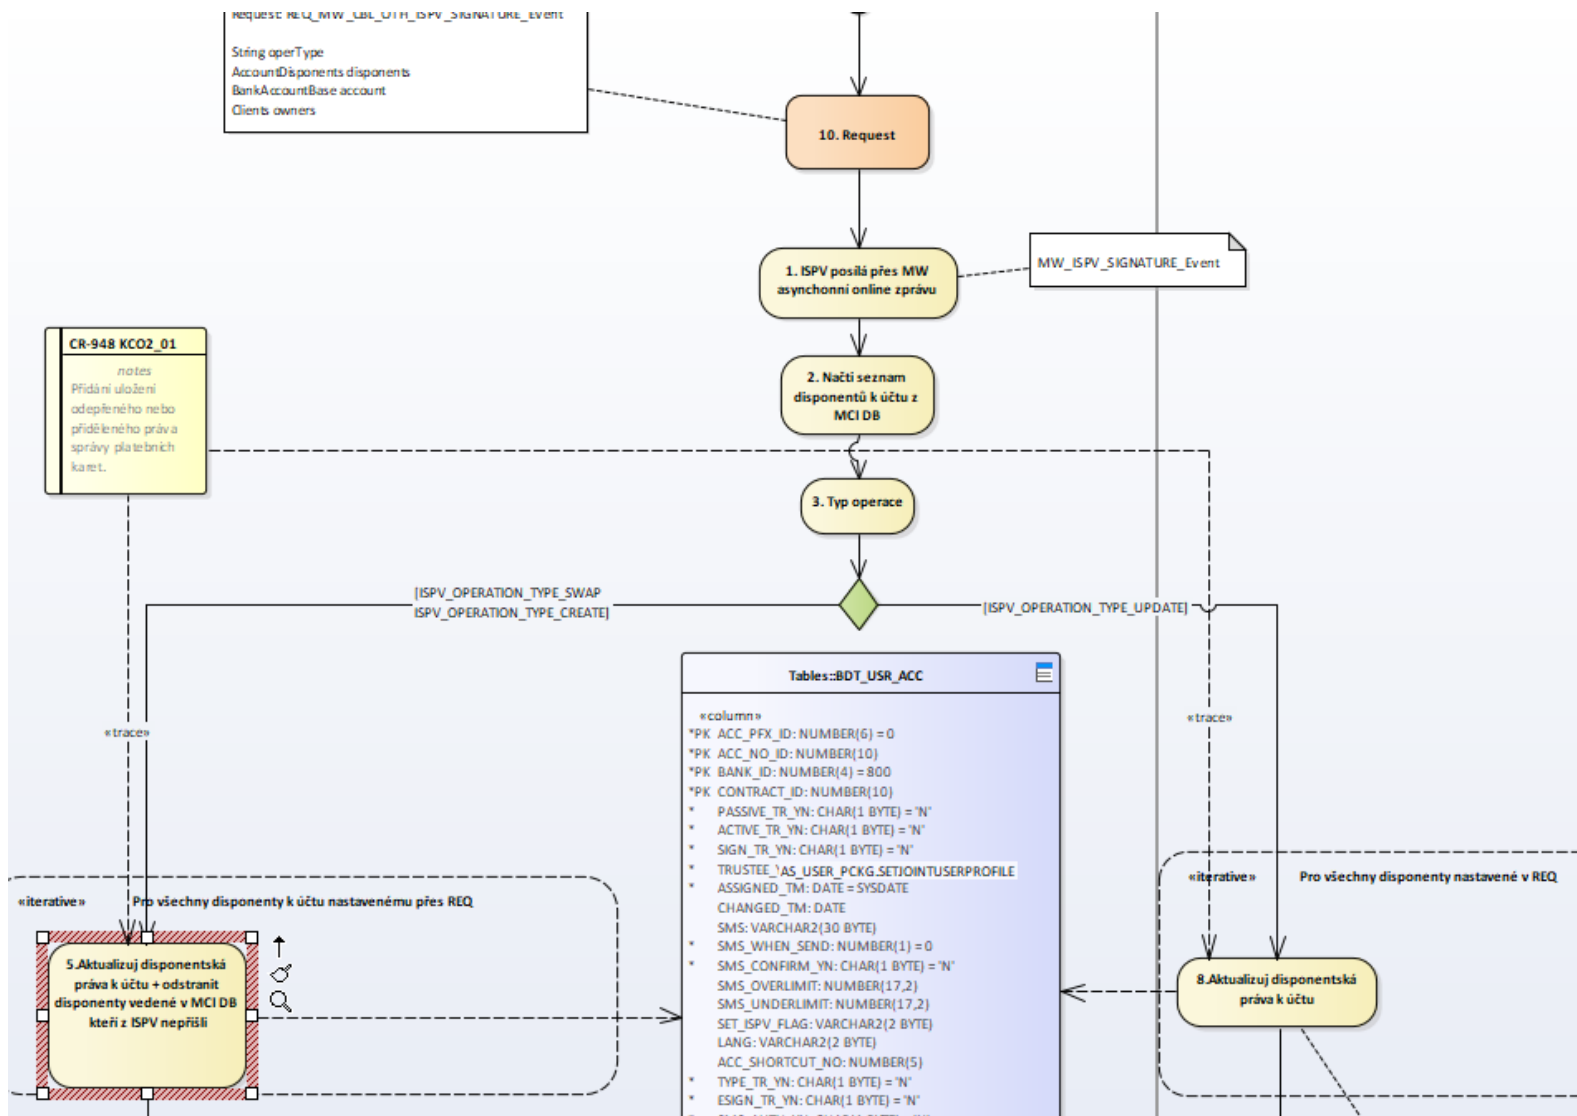 Request: REQ_MW_CBL_OTH_ISPV_SIGNATURE_Event
String operType
AccountDisponents disponents
BankAccountBase account
Clients owners
10. Request
1. ISPV posílá přes MW
asynchonní online zprávu
MW_ISPV_SIGNATURE_Event
CR-948 KCO2_01
notes
Přidání uložení
odepřeného nebo
přiděleného práva
správy platebních
karet.
2. Načti seznam
disponentů k účtu z
MCI DB
3. Typ operace
[ISPV_OPERATION_TYPE_SWAP
ISPV_OPERATION_TYPE_CREATE]
[ISPV_OPERATION_TYPE_UPDATE]
«trace»
«trace»
Tables::BDT_USR_ACC
«column»
*PK ACC_PFX_ID: NUMBER(6) = 0
*PK ACC_NO_ID: NUMBER(10)
*PK BANK_ID: NUMBER(4) = 800
*PK CONTRACT_ID: NUMBER(10)
* PASSIVE_TR_YN: CHAR(1 BYTE) = 'N'
* ACTIVE_TR_YN: CHAR(1 BYTE) = 'N'
* SIGN_TR_YN: CHAR(1 BYTE) = 'N'
* TRUSTEE_
AS_USER_PCKG.SETJOINTUSERPROFILE
* ASSIGNED_TM: DATE = SYSDATE
CHANGED_TM: DATE
SMS: VARCHAR2(30 BYTE)
* SMS_WHEN_SEND: NUMBER(1) = 0
* SMS_CONFIRM_YN: CHAR(1 BYTE) = 'N'
SMS_OVERLIMIT: NUMBER(17,2)
SMS_UNDERLIMIT: NUMBER(17,2)
SET_ISPV_FLAG: VARCHAR2(2 BYTE)
LANG: VARCHAR2(2 BYTE)
ACC_SHORTCUT_NO: NUMBER(5)
* TYPE_TR_YN: CHAR(1 BYTE) = 'N'
* ESIGN_TR_YN: CHAR(1 BYTE) = 'N'
«iterative»
Pro všechny disponenty k účtu nastavenému přes REQ
5.Aktualizuj disponentská
práva k účtu + odstranit
disponenty vedené v MCI DB
kteří z ISPV nepřišli
«iterative»
Pro všechny disponenty nastavené v REQ
8.Aktualizuj disponentská
práva k účtu